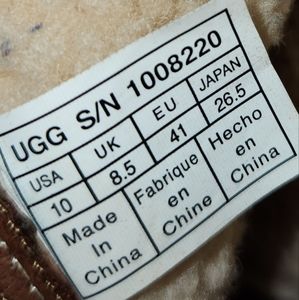 UGG S/N 1008220
USA UK EU JAPAN
10 8.5 41 26.5
Made Fabrique Hecho
In en en
China Chine China